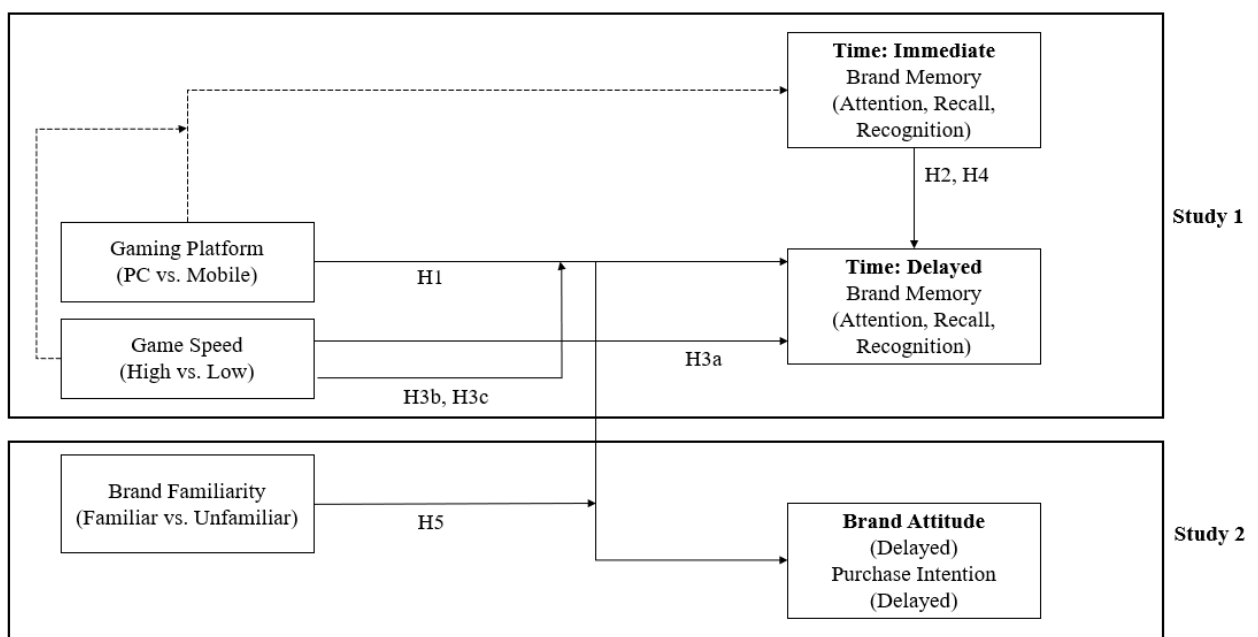 Time: Immediate
Brand Memory
(Attention, Recall,
Recognition)
H2, H4
Study 1
Gaming Platform
(PC vs. Mobile)
H1
Time: Delayed
Brand Memory
(Attention, Recall,
Recognition)
Game Speed
(High vs. Low)
H3a
H3b, H3c
Brand Familiarity
(Familiar vs. Unfamiliar)
H5
Brand Attitude
(Delayed)
Purchase Intention
(Delayed)
Study 2